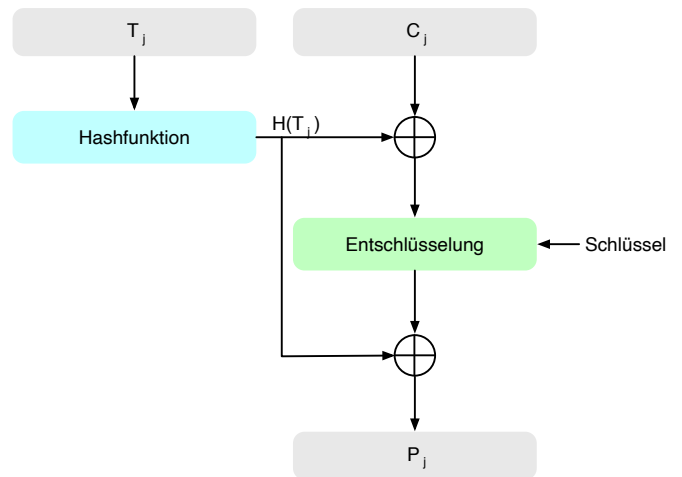 T j
C j
H(T j)
Hashfunktion
Entschlüsselung
Schlüssel
P j